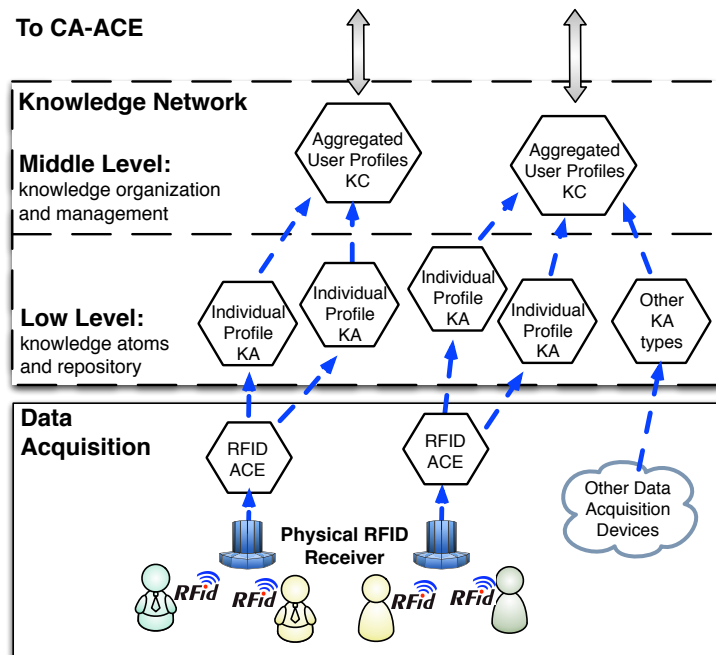 To CA-ACE
Knowledge Network
Middle Level:
knowledge organization
and management
Aggregated
User Profiles
KC
Aggregated
User Profiles
KC
Low Level:
knowledge atoms
and repository
Individual
Profile
KA
Individual
Profile
KA
Individual
Profile
KA
Individual
Profile
KA
Other
KA
types
Data
Acquisition
RFID
ACE
RFID
ACE
Other Data
Acquisition
Devices
Physical RFID
Receiver
RFid
RFid
RFid
RFid